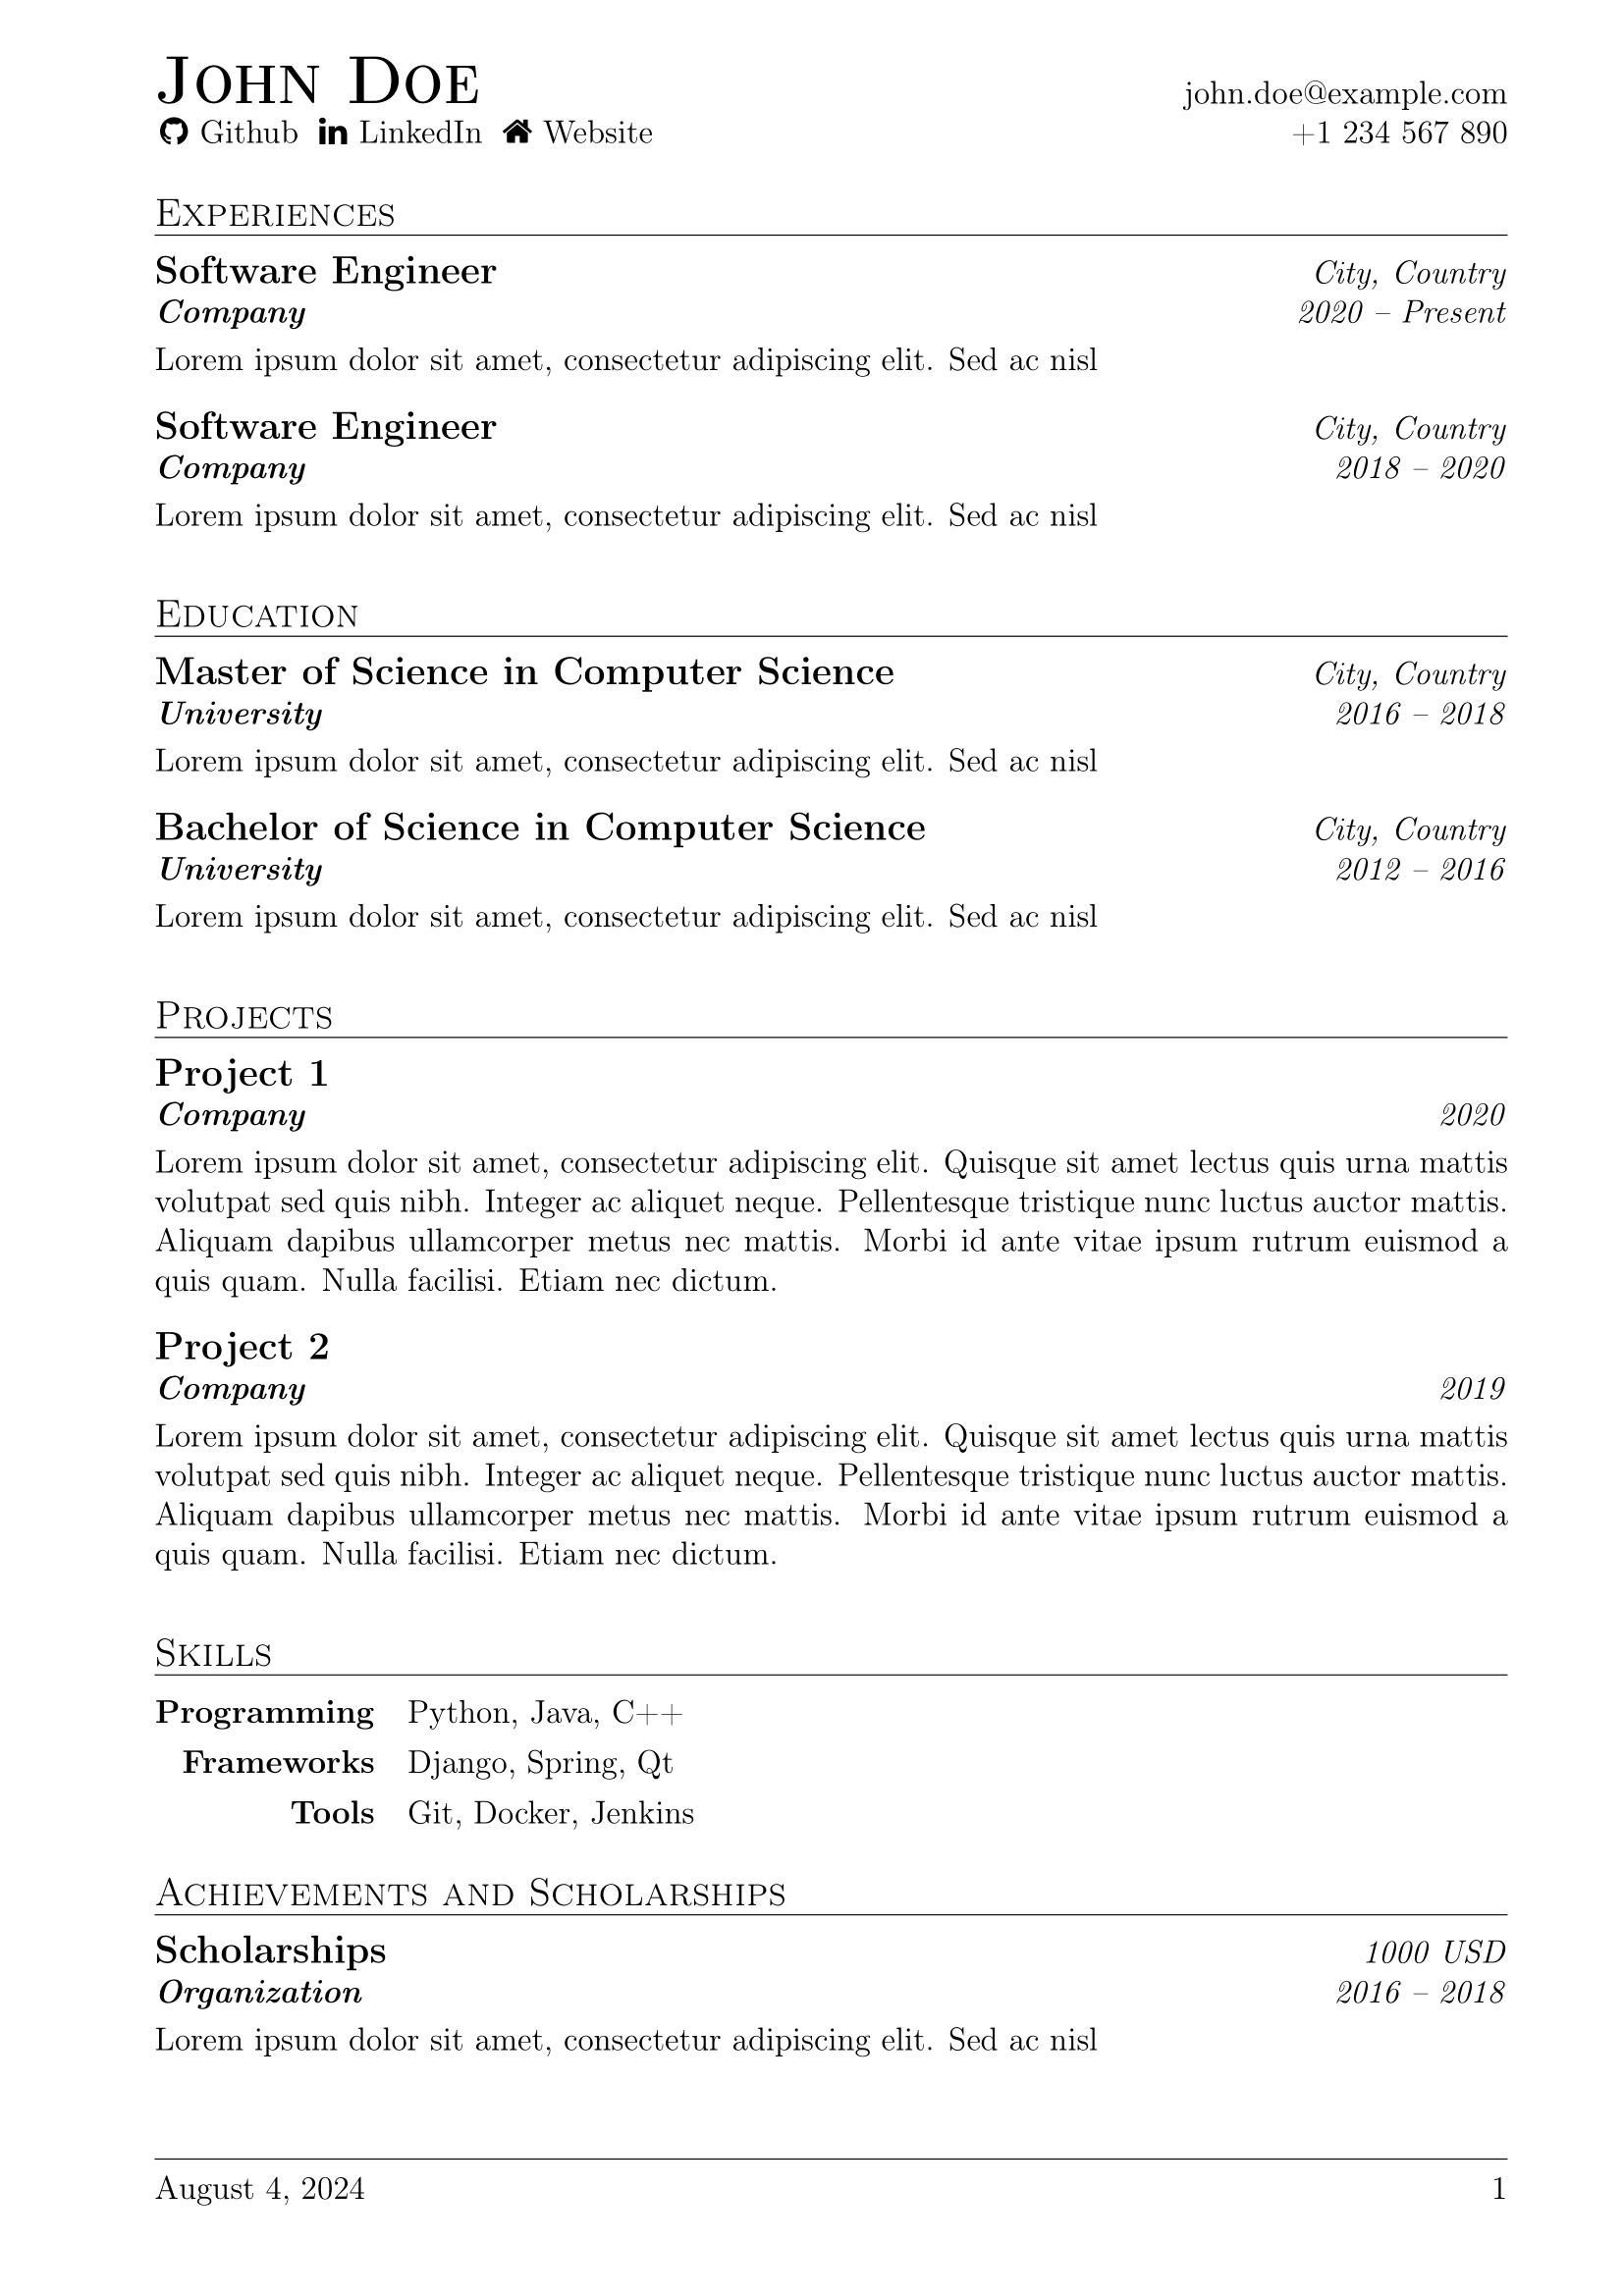 John Doe
john.doe@example.com
Github LinkedIn Website
+1 234 567 890
Experiences
Software Engineer City, Country
Company 2020 – Present
Lorem ipsum dolor sit amet, consectetur adipiscing elit. Sed ac nisl
Software Engineer City, Country
Company 2018 – 2020
Lorem ipsum dolor sit amet, consectetur adipiscing elit. Sed ac nisl
Education
Master of Science in Computer Science City, Country
University 2016 – 2018
Lorem ipsum dolor sit amet, consectetur adipiscing elit. Sed ac nisl
Bachelor of Science in Computer Science City, Country
University 2012 – 2016
Lorem ipsum dolor sit amet, consectetur adipiscing elit. Sed ac nisl
Projects
Project 1
Company 2020
Lorem ipsum dolor sit amet, consectetur adipiscing elit. Quisque sit amet lectus quis urna mattis
volutpat sed quis nibh. Integer ac aliquet neque. Pellentesque tristique nunc luctus auctor mattis.
Aliquam dapibus ullamcorper metus nec mattis. Morbi id ante vitae ipsum rutrum euismod a
quis quam. Nulla facilisi. Etiam nec dictum.
Project 2
Company 2019
Lorem ipsum dolor sit amet, consectetur adipiscing elit. Quisque sit amet lectus quis urna mattis
volutpat sed quis nibh. Integer ac aliquet neque. Pellentesque tristique nunc luctus auctor mattis.
Aliquam dapibus ullamcorper metus nec mattis. Morbi id ante vitae ipsum rutrum euismod a
quis quam. Nulla facilisi. Etiam nec dictum.
Skills
Programming Python, Java, C++
Frameworks Django, Spring, Qt
Tools Git, Docker, Jenkins
Achievements and Scholarships
Scholarships 1000 USD
Organization 2016 – 2018
Lorem ipsum dolor sit amet, consectetur adipiscing elit. Sed ac nisl
August 4, 2024 1